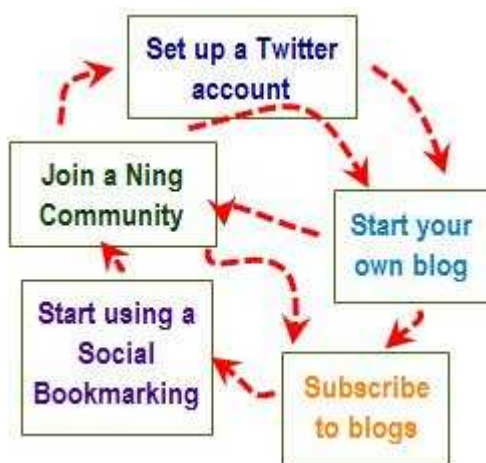 Set up a Twitter
account
Join a Ning
Community
Start your
own blog
Start using a
Social
Bookmarking
Subscribe
to blogs